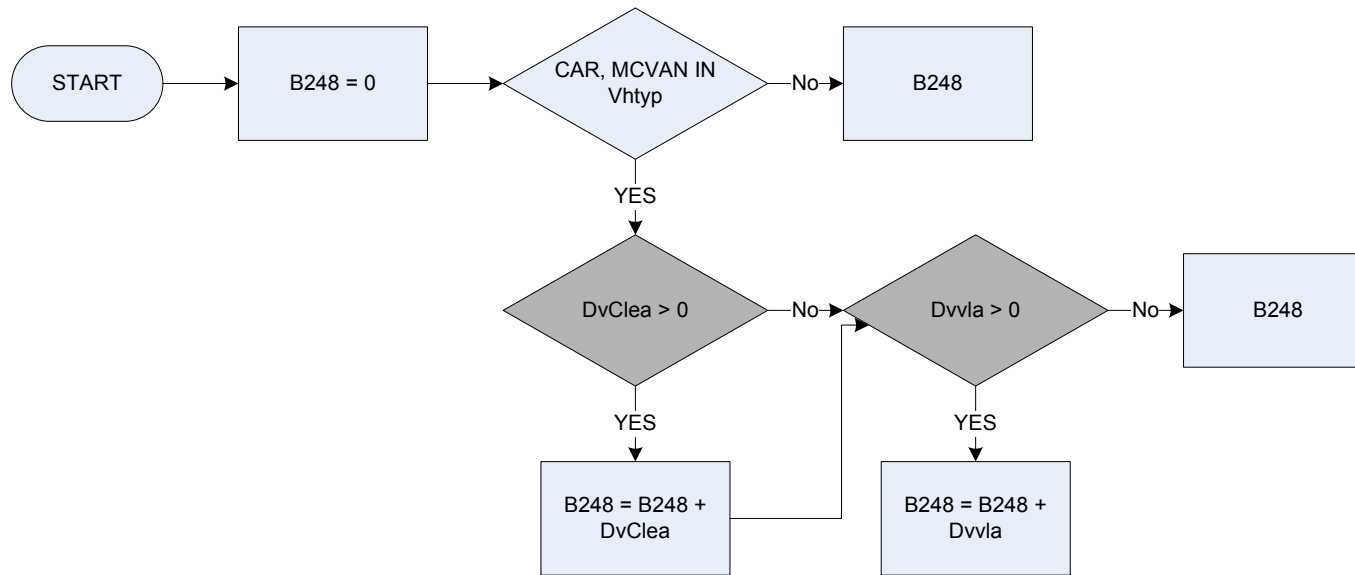 START
B248 = 0
CAR, MCVAN IN
Vhtyp
No
B248
YES
DvClea > 0
No
Dvvla > 0
No
B248
YES
YES
B248 = B248 +
DvClea
B248 = B248 +
Dvvla